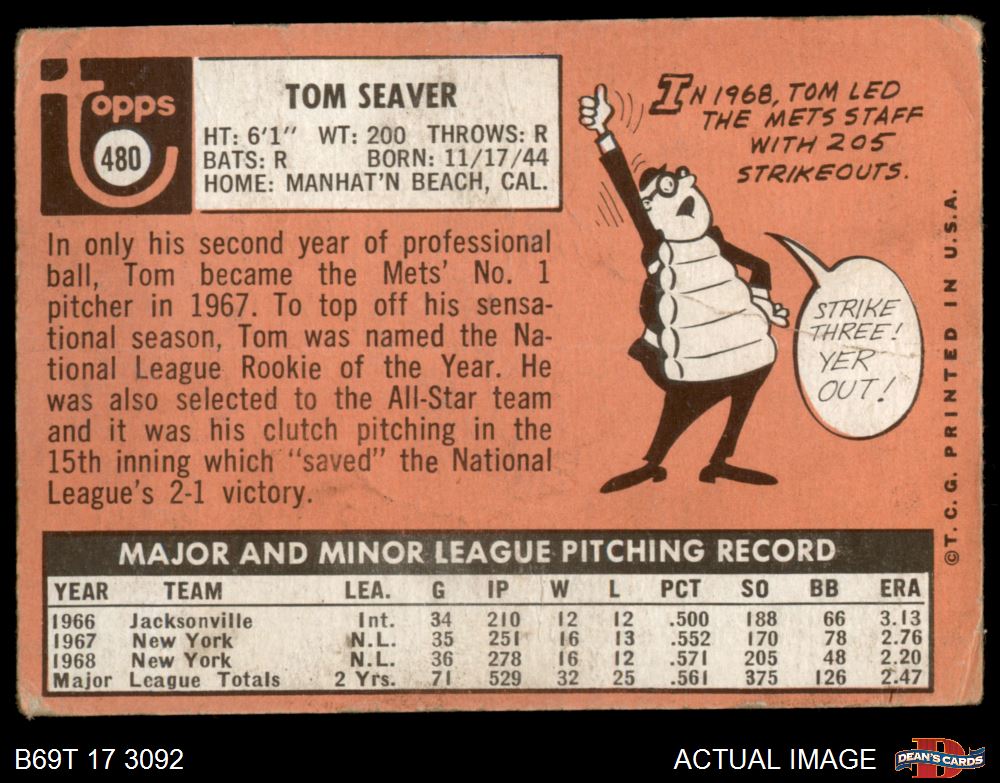 Topps
480
TOM SEAVER
HT: 6'1" WT: 200 THROWS: R
BATS: R BORN: 11/17/44
HOME: MANHAT'N BEACH, CAL.
In only his second year of professional
ball, Tom became the Mets' No. 1
pitcher in 1967. To top off his sensa-
tional season, Tom was named the Na-
tional League Rookie of the Year. He
was also selected to the All-Star team
and it was his clutch pitching in the
15th inning which "saved" the National
League's 2-1 victory.
IN 1968, TOM LED
THE METS STAFF
WITH 205
STRIKEOUTS.
STRIKE
THREE!
YER
OUT!
©T.C.G. PRINTED IN U.S.A.
MAJOR AND MINOR LEAGUE PITCHING RECORD
YEAR TEAM LEA. G IP W L PCT SO BB ERA
1966 Jacksonville Int. 34 210 12 12 .500 188 66 3.13
1967 New York N.L. 35 251 16 13 .552 170 78 2.76
1968 New York N.L. 36 278 16 12 .571 205 48 2.20
Major League Totals 2 Yrs. 71 529 32 25 .561 375 126 2.47
B69T 17 3092
ACTUAL IMAGE
D
DEAN'S CARDS